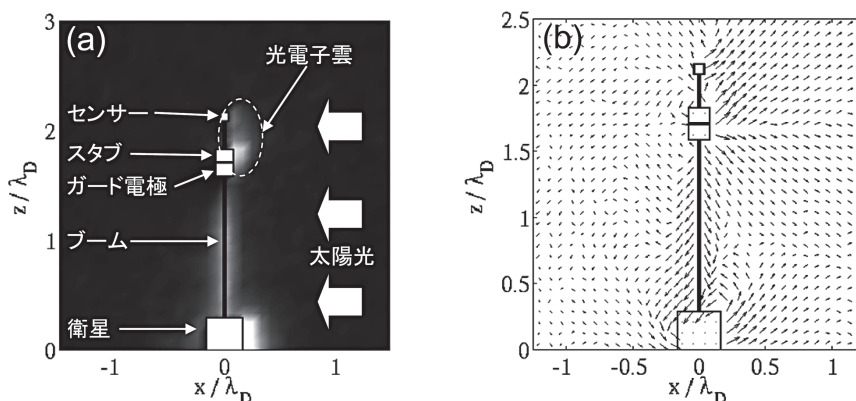 (a)
光電子雲
センサー
スタブ
ガード電極
ブーム
太陽光
衛星
z / λD
3
2
1
0
-1
0
1
x / λD
(b)
z / λD
2.5
2
1.5
1
0.5
0
-1
-0.5
0
0.5
1
x / λD